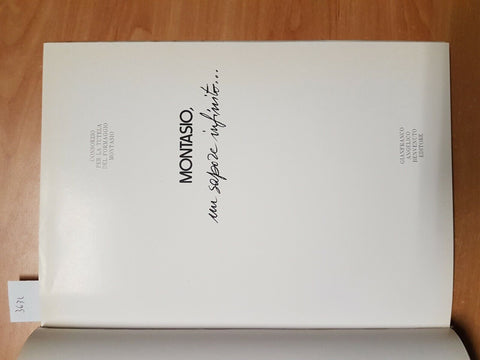 CONSORZIO
PER LA TUTELA
DEL FORMAGGIO
MONTASIO
MONTASIO,
un sapore infinito...
GIANFRANCO
ANGELICO
BENVENUTO
EDITORE